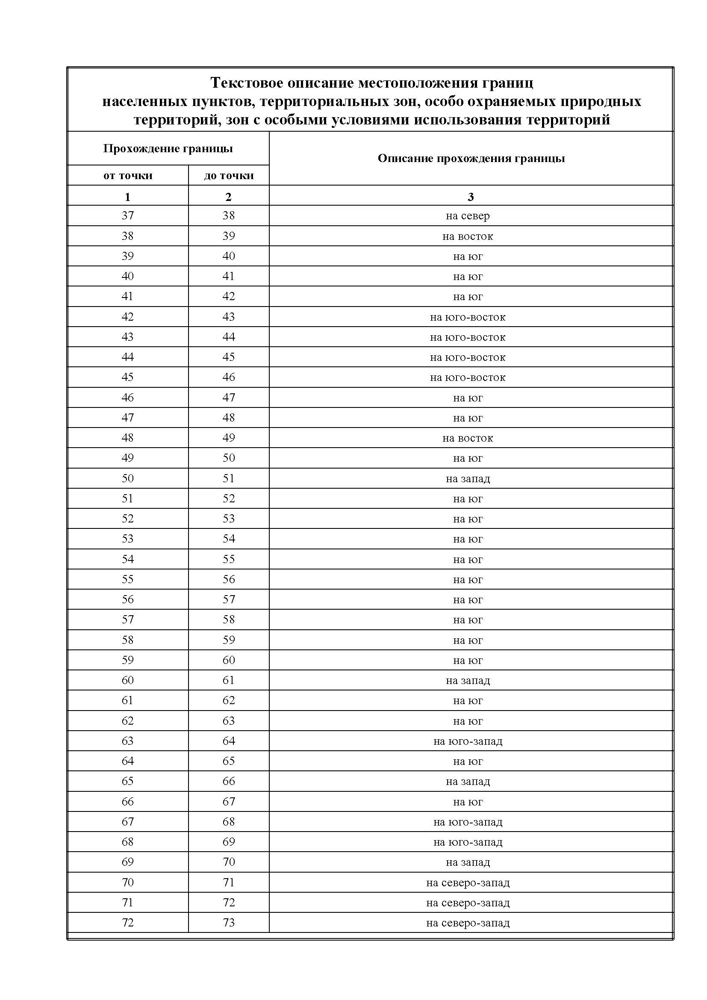 Текстовое описание местоположения границ
населенных пунктов, территориальных зон, особо охраняемых природных
территорий, зон с особыми условиями использования территорий
Прохождение границы
Описание прохождения границы
от точки до точки
1 2 3
37 38 на север
38 39 на восток
39 40 на юг
40 41 на юг
41 42 на юг
42 43 на юго-восток
43 44 на юго-восток
44 45 на юго-восток
45 46 на юго-восток
46 47 на юг
47 48 на юг
48 49 на восток
49 50 на юг
50 51 на запад
51 52 на юг
52 53 на юг
53 54 на юг
54 55 на юг
55 56 на юг
56 57 на юг
57 58 на юг
58 59 на юг
59 60 на юг
60 61 на запад
61 62 на юг
62 63 на юг
63 64 на юго-запад
64 65 на юг
65 66 на запад
66 67 на юг
67 68 на юго-запад
68 69 на юго-запад
69 70 на запад
70 71 на северо-запад
71 72 на северо-запад
72 73 на северо-запад